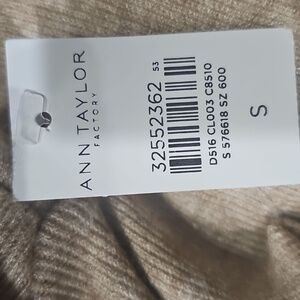 ANN TAYLOR
FACTORY
53
32552362
D516 CL003 C8510
S 576618 SZ 600
S